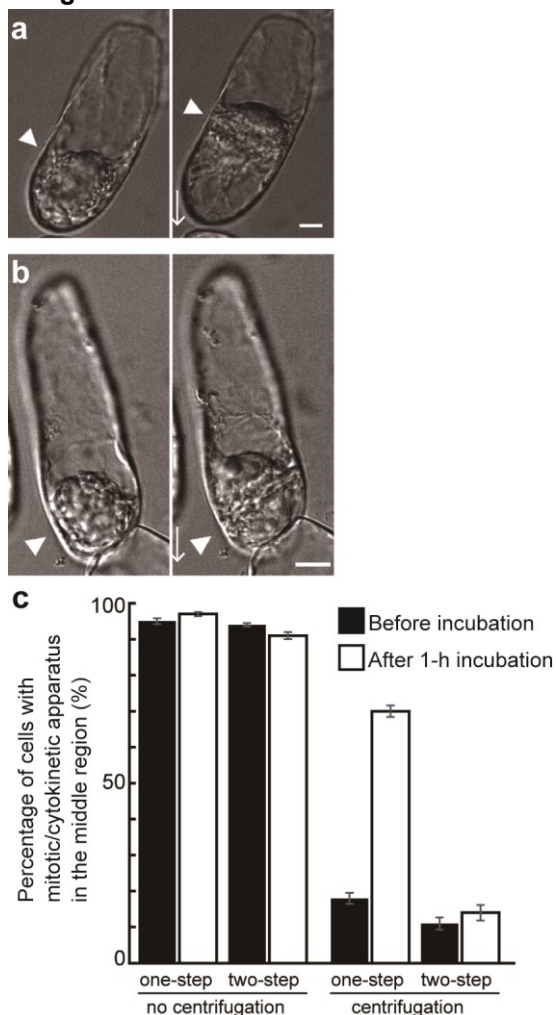 a
b
c
100
50
0
Percentage of cells with
mitotic/cytokinetic apparatus
in the middle region (%)
Before incubation
After 1-h incubation
one-step two-step one-step two-step
no centrifugation centrifugation